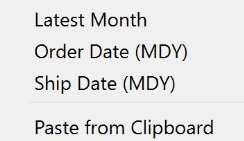 Latest Month
Order Date (MDY)
Ship Date (MDY)
Paste from Clipboard